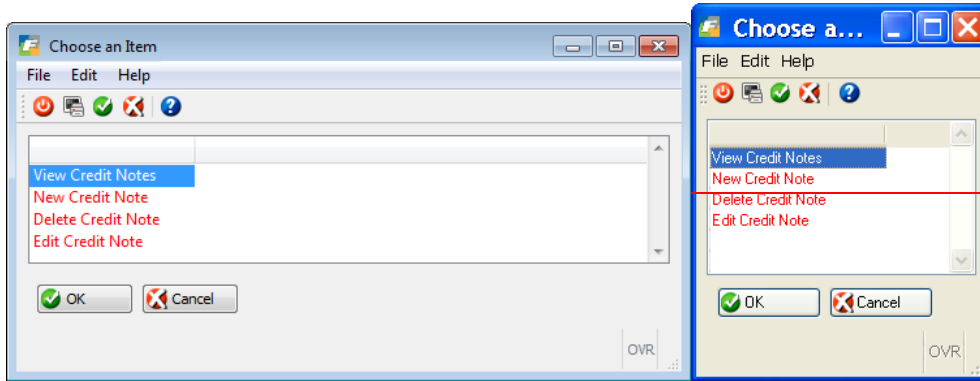 Choose an Item
File Edit Help
View Credit Notes
New Credit Note
Delete Credit Note
Edit Credit Note
OK Cancel
OVR
Choose a...
File Edit Help
View Credit Notes
New Credit Note
Delete Credit Note
Edit Credit Note
OK Cancel
OVR